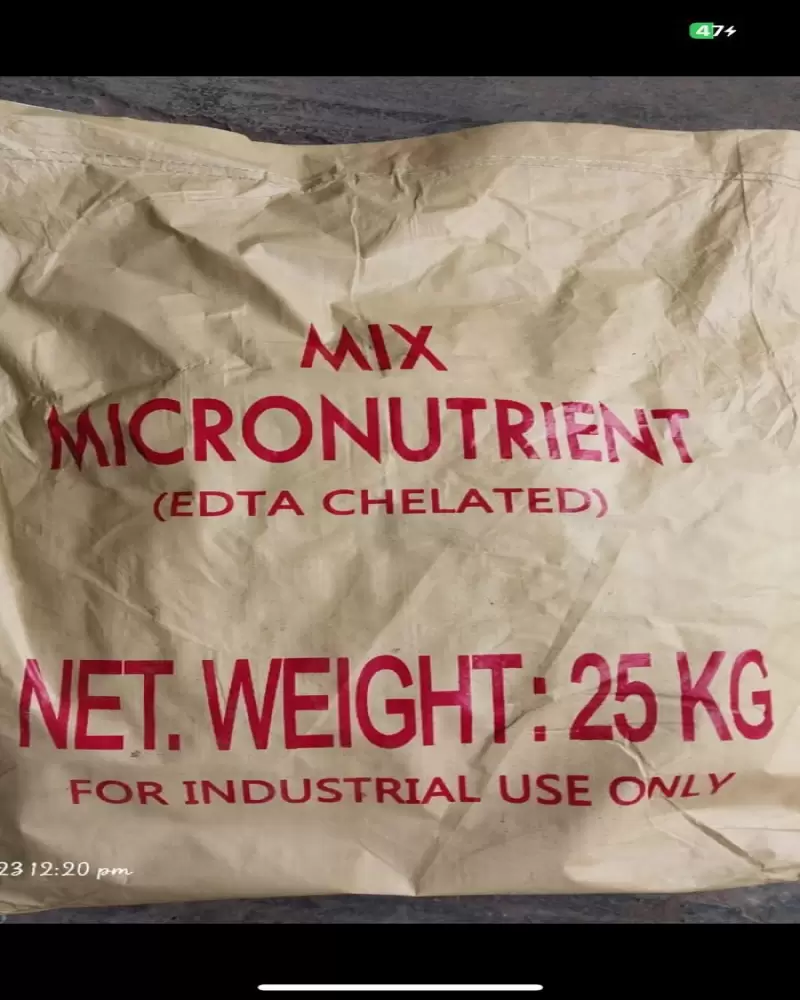 47
MIX
MICRONUTRIENT
(EDTA CHELATED)
NET. WEIGHT: 25 KG
FOR INDUSTRIAL USE ONLY
23 12:20 pm